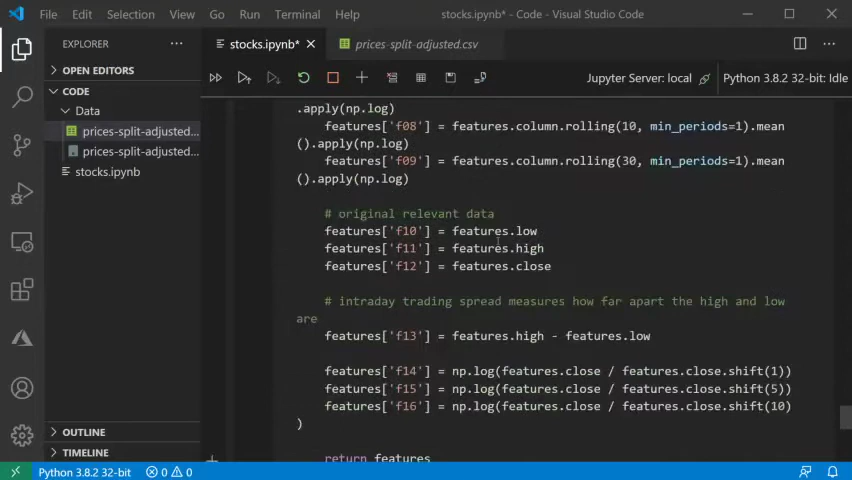 File Edit Selection View Go Run Terminal Help stocks.ipynb* - Code - Visual Studio Code
EXPLORER
stocks.ipynb*
prices-split-adjusted.csv
OPEN EDITORS
Jupyter Server: local Python 3.8.2 32-bit: Idle
CODE
Data
prices-split-adjusted...
prices-split-adjusted...
stocks.ipynb
.apply(np.log)
features['f08'] = features.column.rolling(10, min_periods=1).mean
().apply(np.log)
features['f09'] = features.column.rolling(30, min_periods=1).mean
().apply(np.log)
# original relevant data
features['f10'] = features.low
features['f11'] = features.high
features['f12'] = features.close
# intraday trading spread measures how far apart the high and low
are
features['f13'] = features.high - features.low
features['f14'] = np.log(features.close / features.close.shift(1))
features['f15'] = np.log(features.close / features.close.shift(5))
features['f16'] = np.log(features.close / features.close.shift(10)
)
return features
OUTLINE
TIMELINE
Python 3.8.2 32-bit 0 0